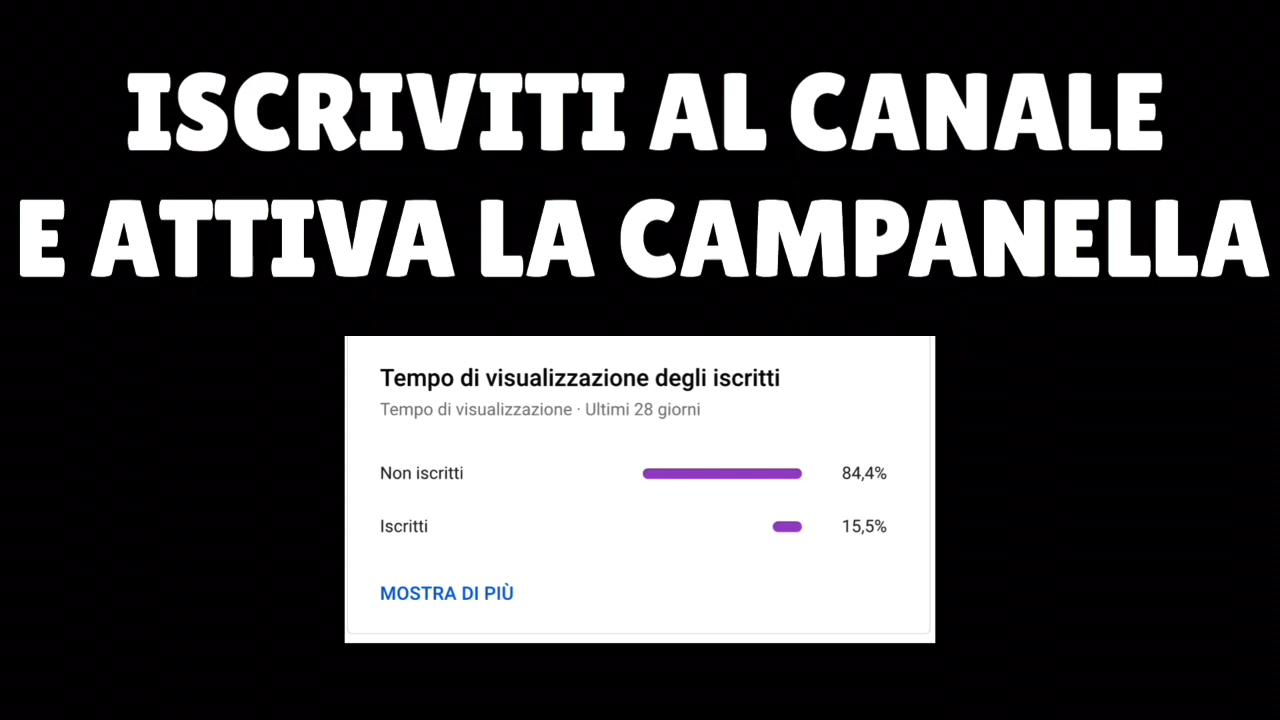 ISCRIVITI AL CANALE
E ATTIVA LA CAMPANELLA
Tempo di visualizzazione degli iscritti
Tempo di visualizzazione · Ultimi 28 giorni
Non iscritti 84,4%
Iscritti 15,5%
MOSTRA DI PIÙ